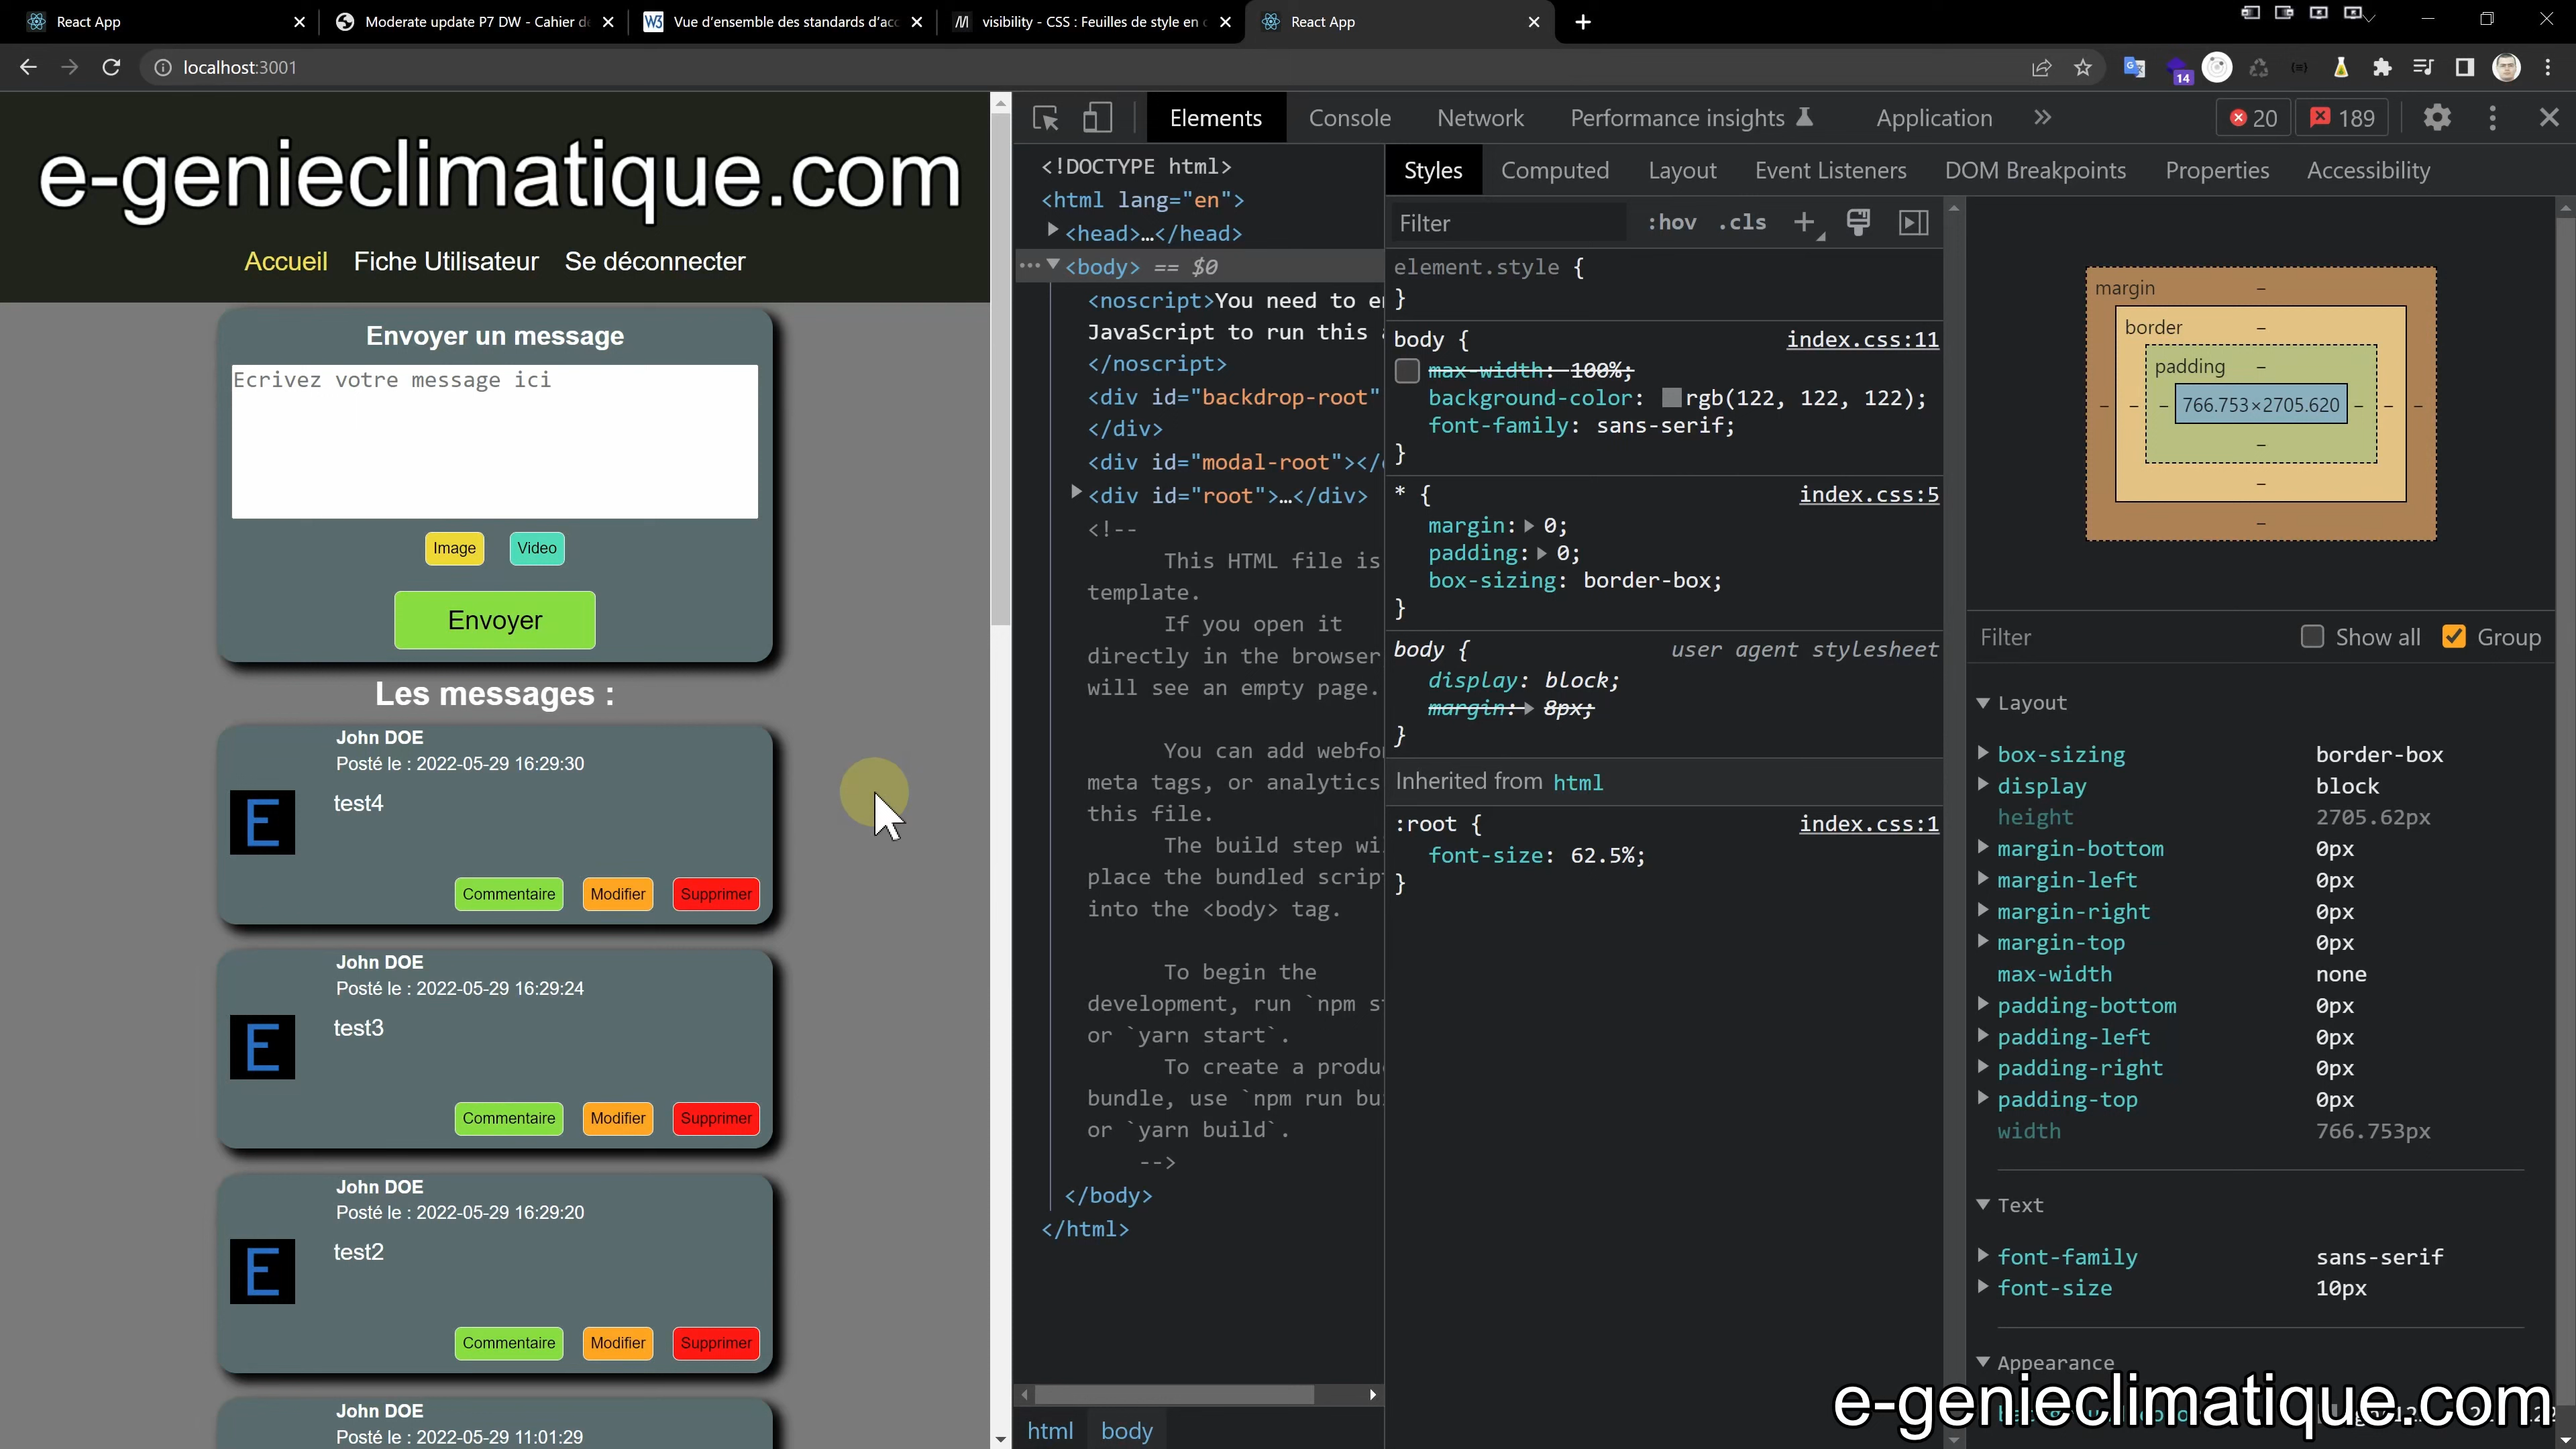 React App
Moderate update P7 DW - Cahier de
Vue d'ensemble des standards d'acc
visibility - CSS : Feuilles de style en c
React App
localhost:3001
14
e-genieclimatique.com
Accueil Fiche Utilisateur Se déconnecter
Envoyer un message
Ecrivez votre message ici
Image Video
Envoyer
Les messages :
John DOE
Posté le : 2022-05-29 16:29:30
test4
Commentaire Modifier Supprimer
John DOE
Posté le : 2022-05-29 16:29:24
test3
Commentaire Modifier Supprimer
John DOE
Posté le : 2022-05-29 16:29:20
test2
Commentaire Modifier Supprimer
John DOE
Posté le : 2022-05-29 11:01:29
Elements Console Network Performance insights Application » 20 189
<!DOCTYPE html>
<html lang="en">
<head>…</head>
<body> == $0
<noscript>You need to en
JavaScript to run this a
</noscript>
<div id="backdrop-root"
</div>
<div id="modal-root"></d
<div id="root">…</div>
<!--
This HTML file is
template.
If you open it
directly in the browser
will see an empty page.
You can add webfo
meta tags, or analytics
this file.
The build step wi
place the bundled script
into the <body> tag.
To begin the
development, run `npm st
or `yarn start`.
To create a produ
bundle, use `npm run bu
or `yarn build`.
-->
</body>
</html>
html body
Styles Computed Layout Event Listeners DOM Breakpoints Properties Accessibility
Filter :hov .cls
element.style {
}
body { index.css:11
max-width: 100%;
background-color: rgb(122, 122, 122);
font-family: sans-serif;
}
* { index.css:5
margin: 0;
padding: 0;
box-sizing: border-box;
}
body { user agent stylesheet
display: block;
margin: 8px;
}
Inherited from html
:root { index.css:1
font-size: 62.5%;
}
margin –
border –
padding –
– – – 766.753×2705.620 – – –
–
–
–
Filter Show all Group
Layout
box-sizing border-box
display block
height 2705.62px
margin-bottom 0px
margin-left 0px
margin-right 0px
margin-top 0px
max-width none
padding-bottom 0px
padding-left 0px
padding-right 0px
padding-top 0px
width 766.753px
Text
font-family sans-serif
font-size 10px
Appearance
e-genieclimatique.com